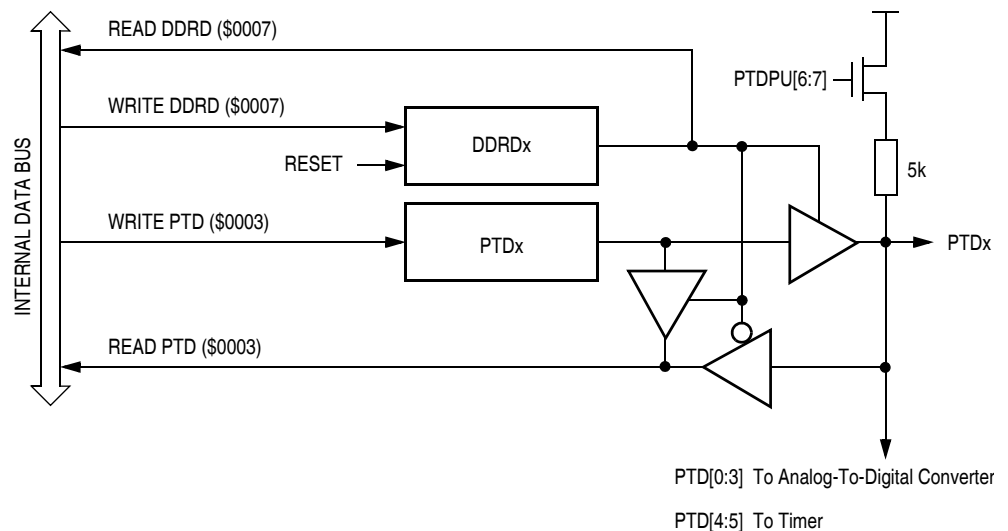 READ DDRD ($0007)
PTDPU[6:7]
WRITE DDRD ($0007)
DDRDx
RESET
5k
INTERNAL DATA BUS
WRITE PTD ($0003)
PTDx
PTDx
READ PTD ($0003)
PTD[0:3] To Analog-To-Digital Converter
PTD[4:5] To Timer